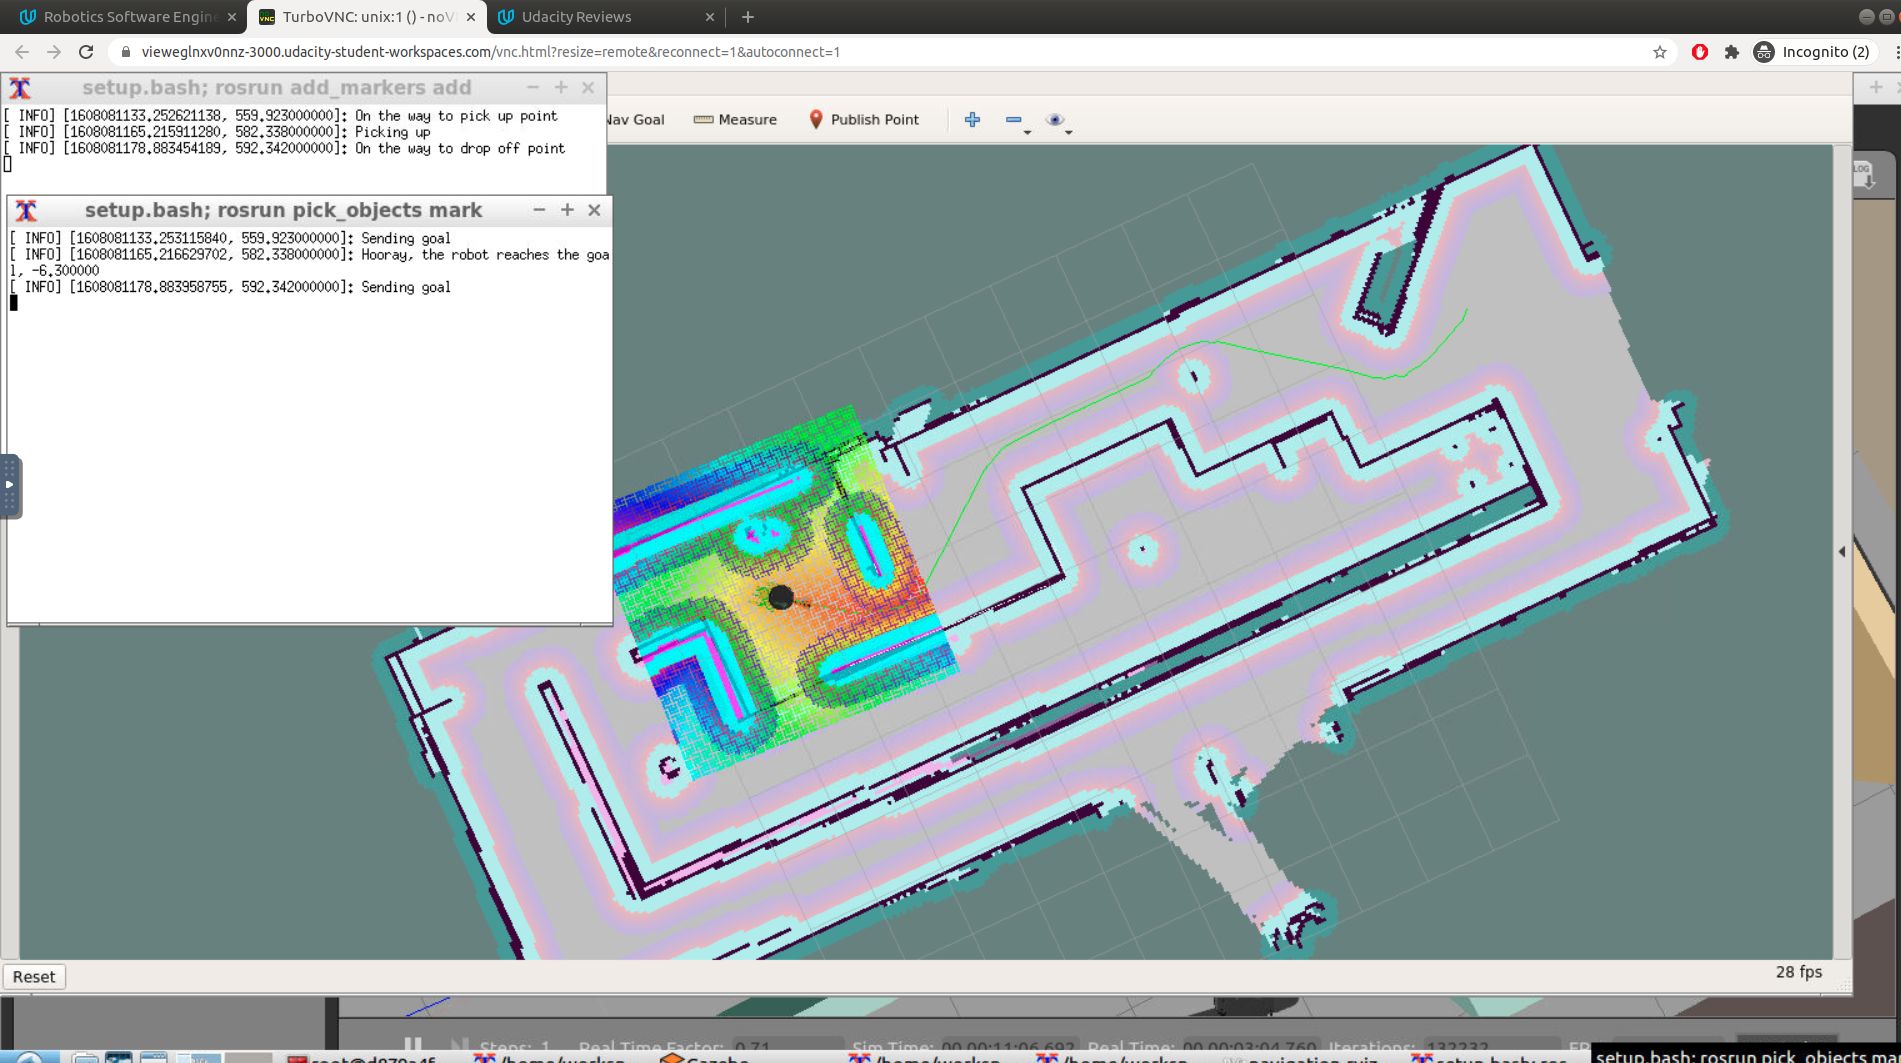 Robotics Software Engine
TurboVNC: unix:1 () - noV
Udacity Reviews
vieweglnxv0nnz-3000.udacity-student-workspaces.com/vnc.html?resize=remote&reconnect=1&autoconnect=1
Incognito (2)
setup.bash; rosrun add_markers add
[ INFO] [1608081133.252621138, 559.923000000]: On the way to pick up point
[ INFO] [1608081165.215911280, 582.338000000]: Picking up
[ INFO] [1608081178.883454189, 592.342000000]: On the way to drop off point
Nav Goal
Measure
Publish Point
LOG
setup.bash; rosrun pick_objects mark
[ INFO] [1608081133.253115840, 559.923000000]: Sending goal
[ INFO] [1608081165.216629702, 582.338000000]: Hooray, the robot reaches the goa
l, -6.300000
[ INFO] [1608081178.883958755, 592.342000000]: Sending goal
Reset
28 fps
Steps: 1 Real Time Factor: 0.71 Sim Time: 00 00:11:06.692 Real Time: 00 00:03:04.760 Iterations: 132232
root@d879a4f
/home/worksp
Gazebo
/home/worksp
/home/worksp
navigation
setup.bash; ros
setup.bash; rosrun pick_objects ma